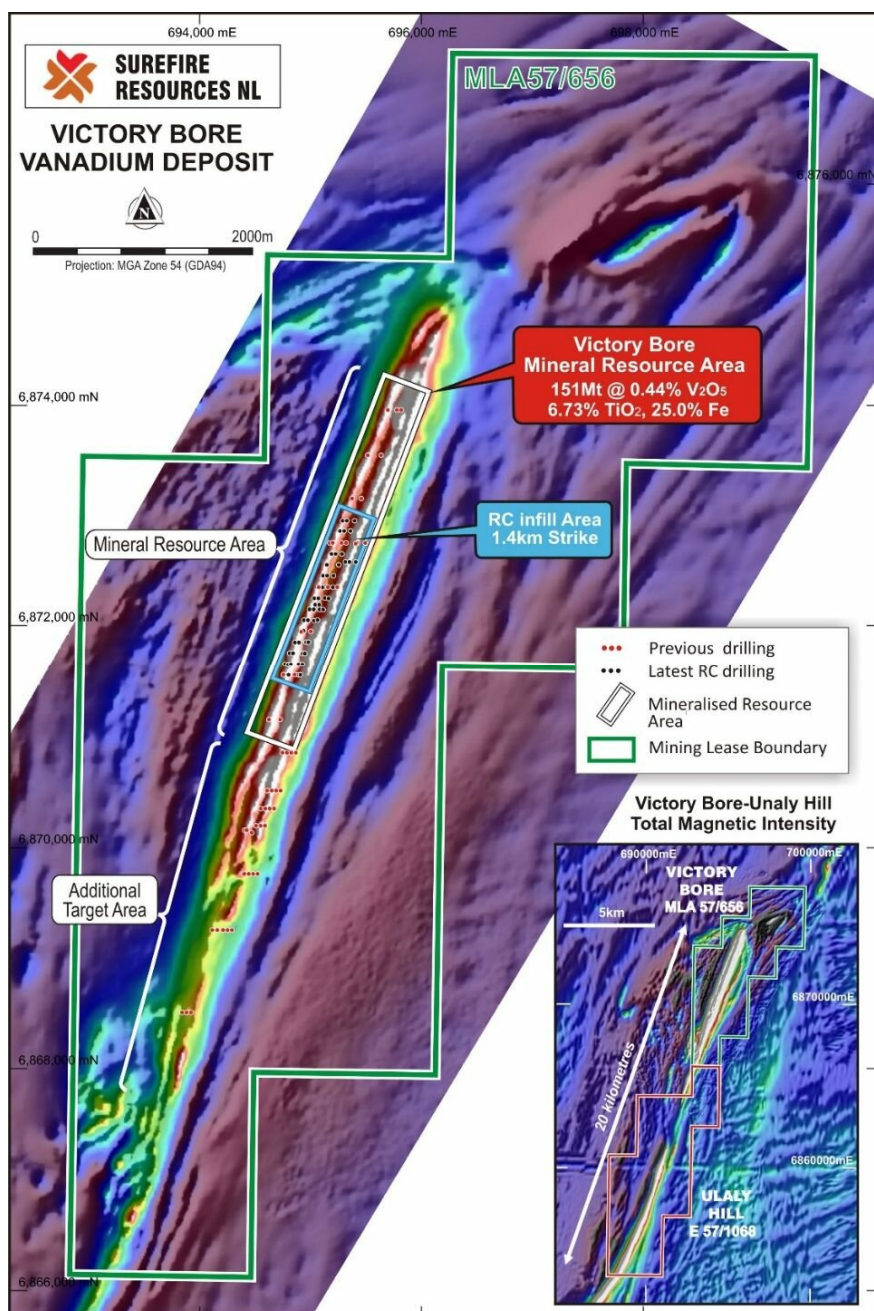 694,000 mE
696,000 mE
698,000 mE
SUREFIRE
RESOURCES NL
VICTORY BORE
VANADIUM DEPOSIT
N
0
2000m
Projection: MGA Zone 54 (GDA94)
MLA57/656
6,876,000 mN
Victory Bore
Mineral Resource Area
151Mt @ 0.44% V₂O₅
6.73% TiO₂, 25.0% Fe
6,874,000 mN
RC infill Area
1.4km Strike
Mineral Resource Area
6,872,000 mN
Previous drilling
Latest RC drilling
Mineralised Resource
Area
Mining Lease Boundary
6,870,000 mN
Additional
Target Area
6,868,000 mN
6,866,000 mN
Victory Bore-Unaly Hill
Total Magnetic Intensity
690000mE
700000mE
VICTORY
BORE
MLA 57/656
5km
6870000mE
20 kilometres
6860000mE
ULALY
HILL
E 57/1068